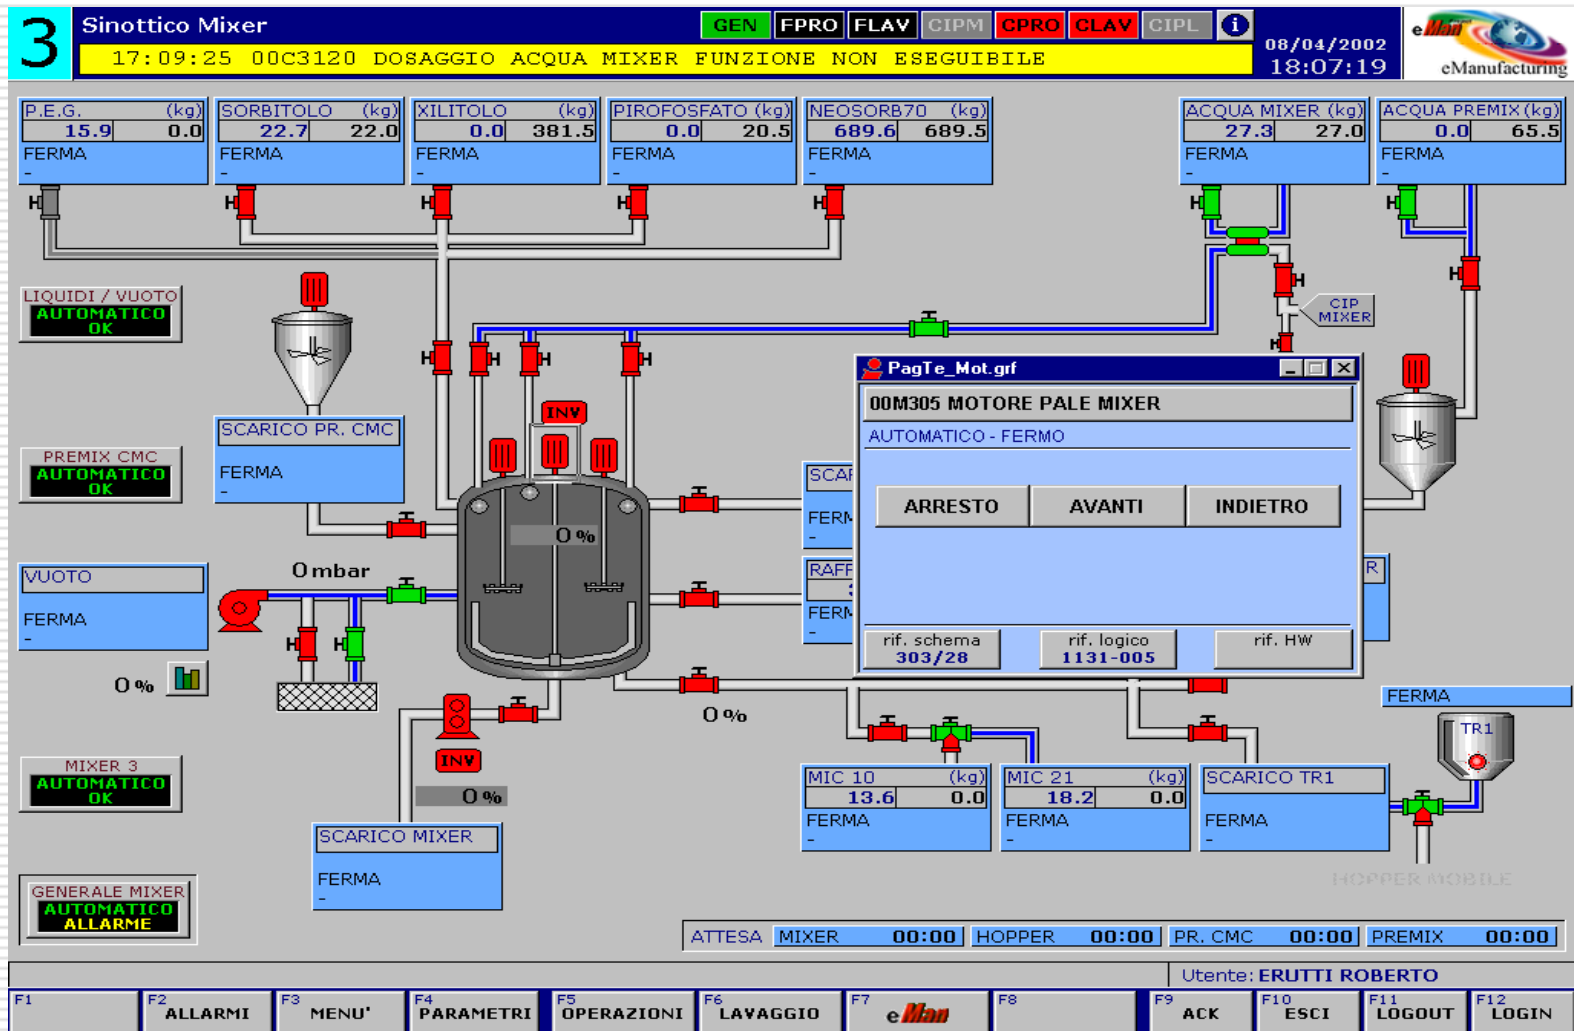 3
Sinottico Mixer
GEN FPRO FLAV CIPM CPRO CLAV CIPL i
17:09:25 00C3120 DOSAGGIO ACQUA MIXER FUNZIONE NON ESEGUIBILE
08/04/2002
18:07:19
eMan
eManufacturing
P.E.G. (kg)
15.9 0.0
FERMA
-
SORBITOLO (kg)
22.7 22.0
FERMA
-
XILITOLO (kg)
0.0 381.5
FERMA
-
PIROFOSFATO (kg)
0.0 20.5
FERMA
-
NEOSORB70 (kg)
689.6 689.5
FERMA
-
ACQUA MIXER (kg)
27.3 27.0
FERMA
-
ACQUA PREMIX (kg)
0.0 65.5
FERMA
-
LIQUIDI / VUOTO
AUTOMATICO
OK
CIP
MIXER
PagTe_Mot.grf
00M305 MOTORE PALE MIXER
AUTOMATICO - FERMO
ARRESTO AVANTI INDIETRO
rif. schema
303/28
rif. logico
1131-005
rif. HW
INV
SCARICO PR. CMC
FERMA
-
PREMIX CMC
AUTOMATICO
OK
SCAR
FERM
-
0 %
VUOTO
FERMA
-
0 mbar
RAFF
FERM
-
R
0 %
0 %
FERMA
TR1
INV
0 %
MIXER 3
AUTOMATICO
OK
MIC 10 (kg)
13.6 0.0
FERMA
-
MIC 21 (kg)
18.2 0.0
FERMA
-
SCARICO TR1
FERMA
-
SCARICO MIXER
FERMA
-
HOPPER MOBILE
GENERALE MIXER
AUTOMATICO
ALLARME
ATTESA MIXER 00:00 HOPPER 00:00 PR. CMC 00:00 PREMIX 00:00
Utente: ERUTTI ROBERTO
F1
F2 ALLARMI
F3 MENU'
F4 PARAMETRI
F5 OPERAZIONI
F6 LAVAGGIO
F7 eMan
F8
F9 ACK
F10 ESCI
F11 LOGOUT
F12 LOGIN